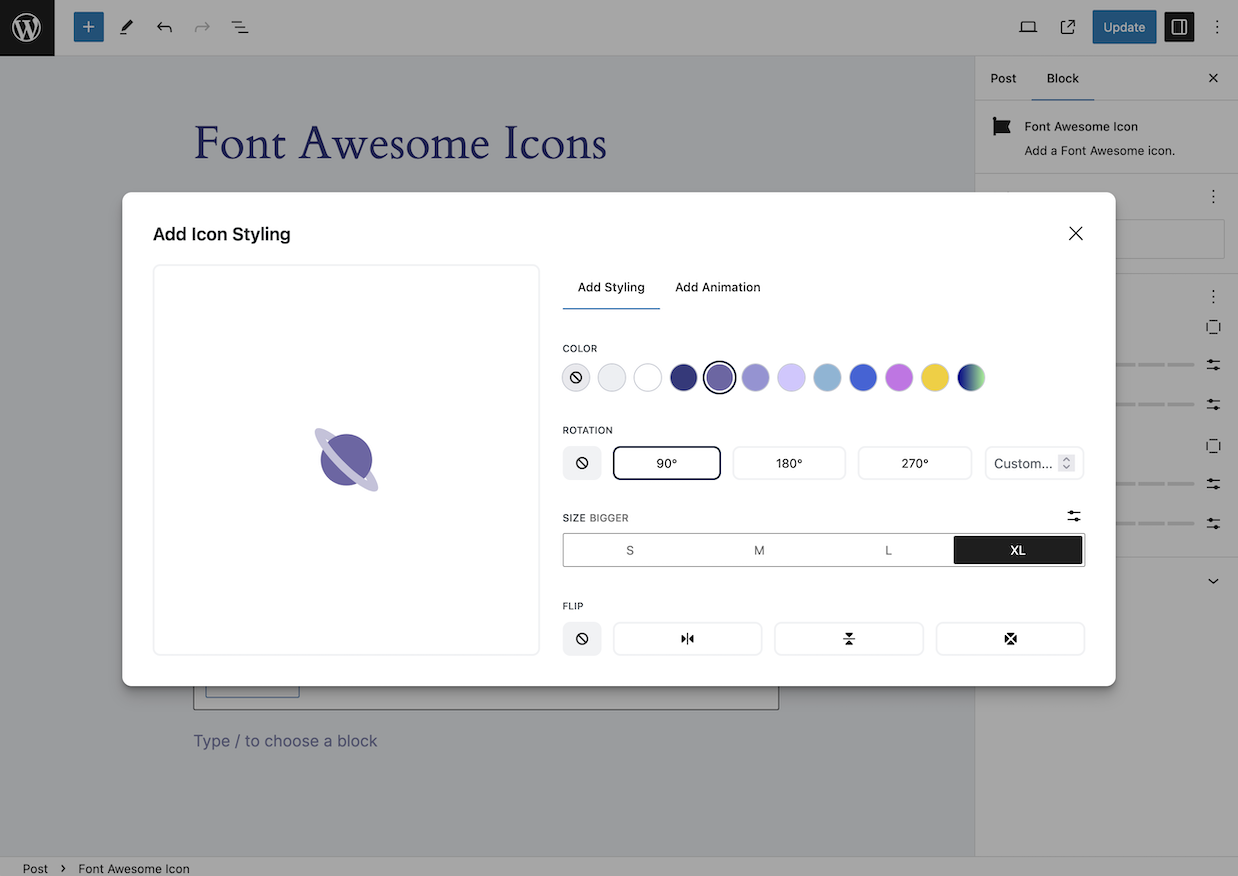 Update
Post
Block
Font Awesome Icon
Add a Font Awesome icon.
Font Awesome Icons
Add Icon Styling
Add Styling
Add Animation
COLOR
ROTATION
90°
180°
270°
Custom...
SIZE BIGGER
S
M
L
XL
FLIP
Type / to choose a block
Post
Font Awesome Icon